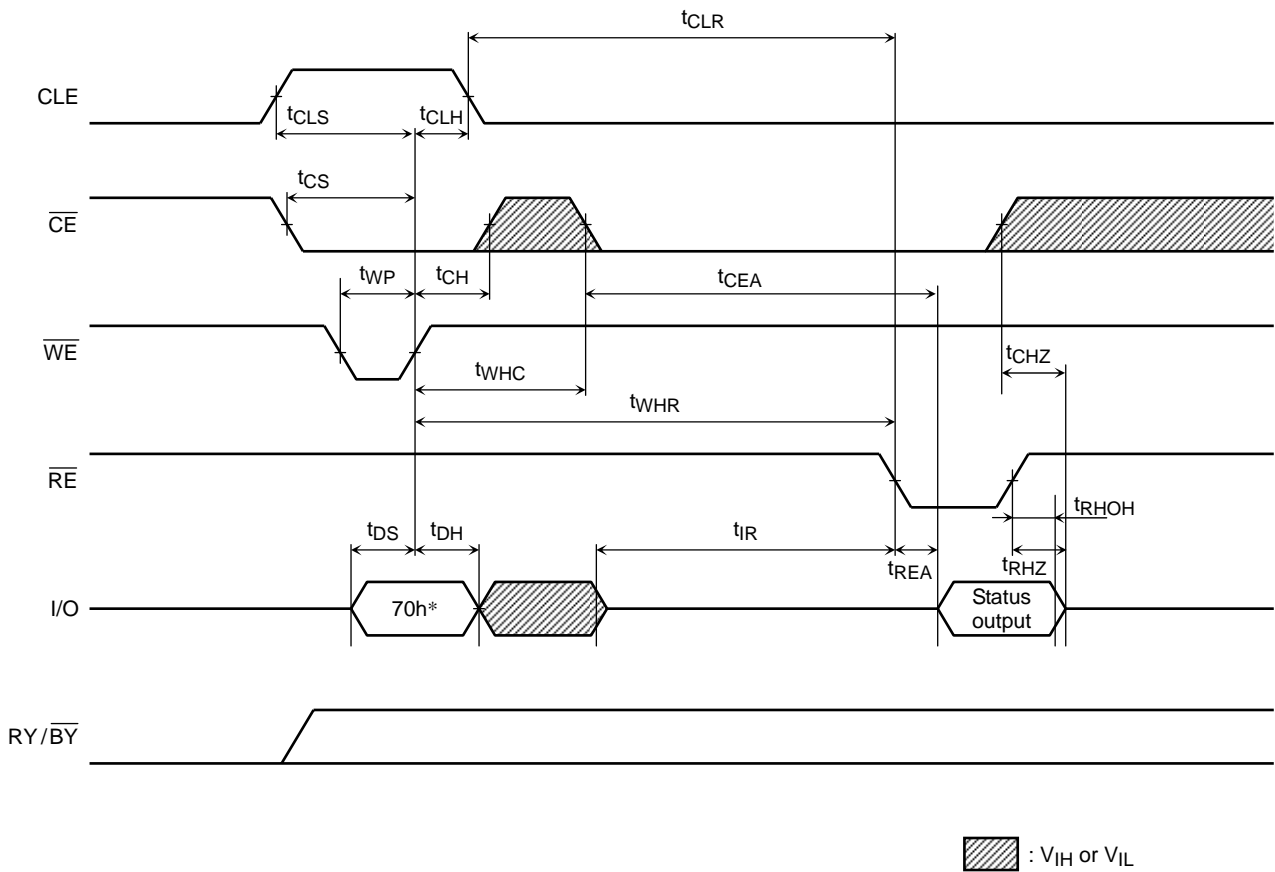 tCLR
CLE
tCLS
tCLH
tCS
CE
tWP
tCH
tCEA
WE
tCHZ
tWHC
tWHR
RE
tRHOH
tDS
tDH
tIR
tREA
tRHZ
I/O
70h*
Status
output
RY/BY
: VIH or VIL